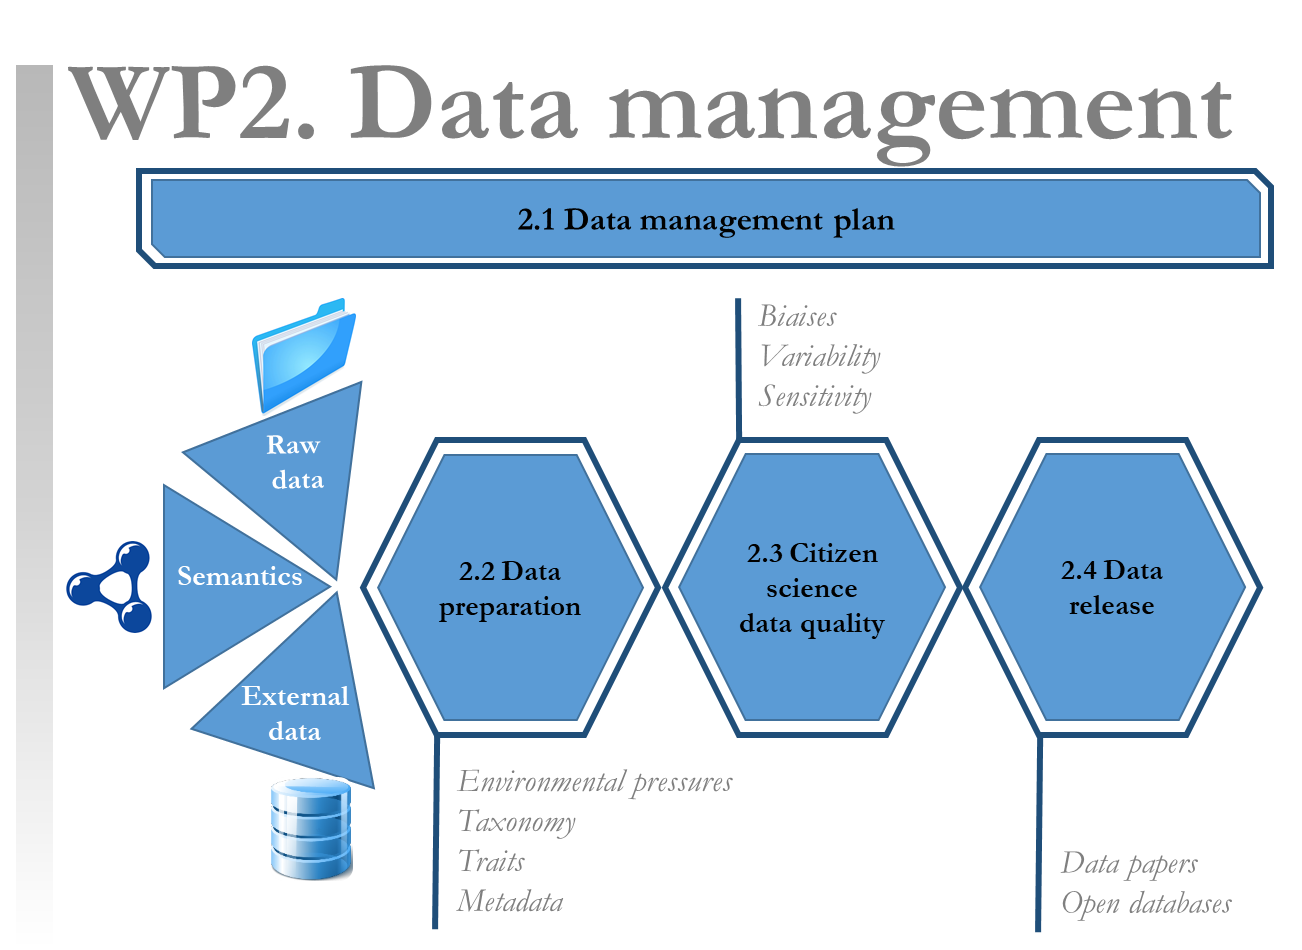 WP2. Data management
2.1 Data management plan
Biaises
Variability
Sensitivity
Raw
data
Semantics
External
data
2.2 Data
preparation
2.3 Citizen
science
data quality
2.4 Data
release
Environmental pressures
Taxonomy
Traits
Metadata
Data papers
Open databases